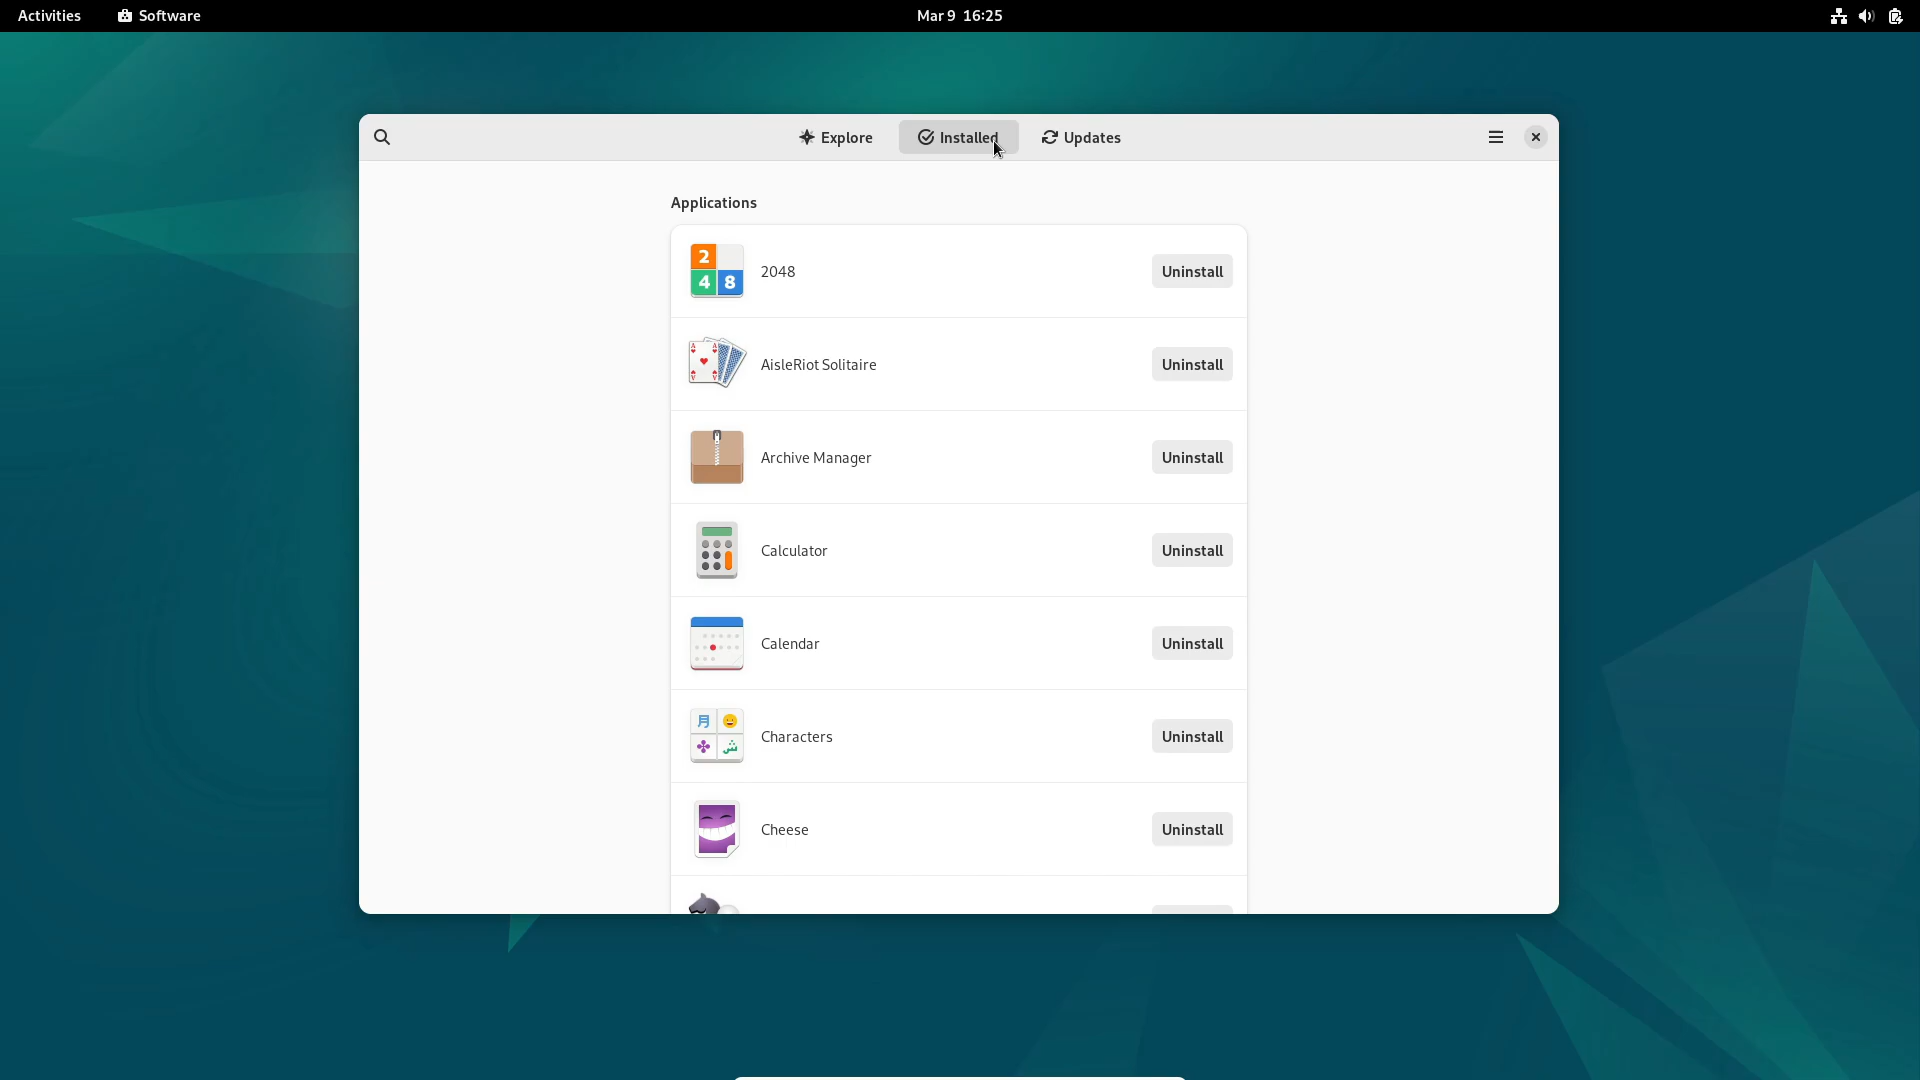 Activities Software Mar 9 16:25
Explore Installed Updates
Applications
2048 Uninstall
AisleRiot Solitaire Uninstall
Archive Manager Uninstall
Calculator Uninstall
Calendar Uninstall
Characters Uninstall
Cheese Uninstall